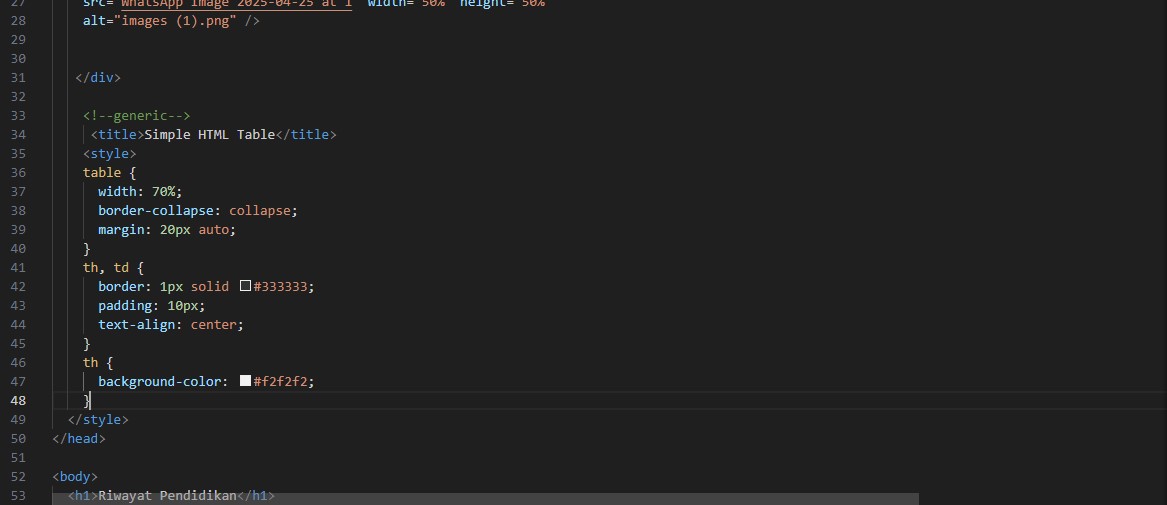 27 src="WhatsApp Image 2025-04-25 at 1" width="50%" height="50%"
28 alt="images (1).png" />
29
30
31 </div>
32
33 <!--generic-->
34 <title>Simple HTML Table</title>
35 <style>
36 table {
37 width: 70%;
38 border-collapse: collapse;
39 margin: 20px auto;
40 }
41 th, td {
42 border: 1px solid #333333;
43 padding: 10px;
44 text-align: center;
45 }
46 th {
47 background-color: #f2f2f2;
48 }
49 </style>
50 </head>
51
52 <body>
53 <h1>Riwayat Pendidikan</h1>